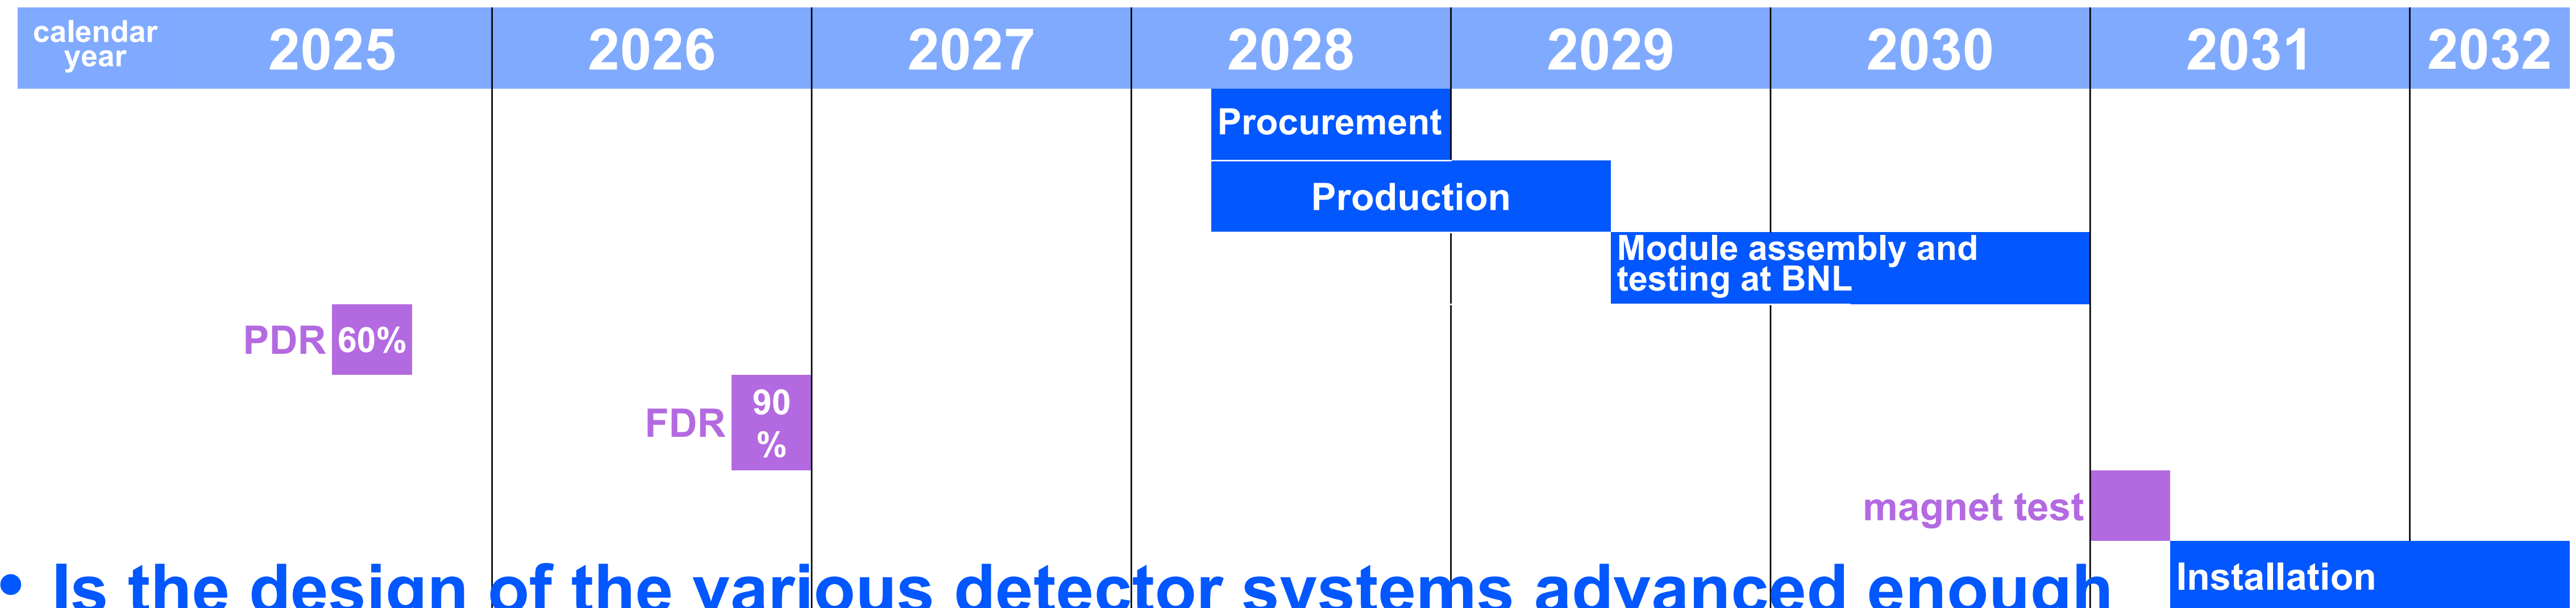 calendar
year
2025 2026 2027 2028 2029 2030 2031 2032
Procurement
Production
Module assembly and
testing at BNL
PDR 60%
FDR 90
%
magnet test
Installation
• Is the design of the various detector systems advanced enough